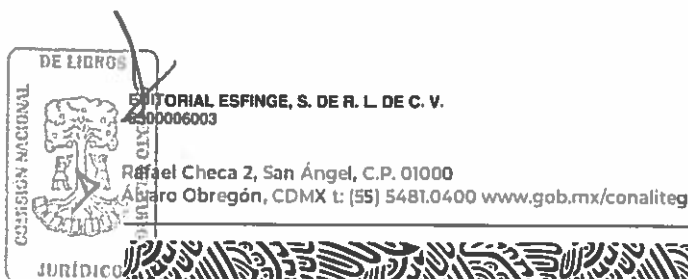 DE LIBROS
COMISIÓN NACIONAL
EDITORIAL ESFINGE, S. DE R. L. DE C. V.
6500006003
Rafael Checa 2, San Ángel, C.P. 01000
Álvaro Obregón, CDMX t: (55) 5481.0400 www.gob.mx/conaliteg
JURÍDICO